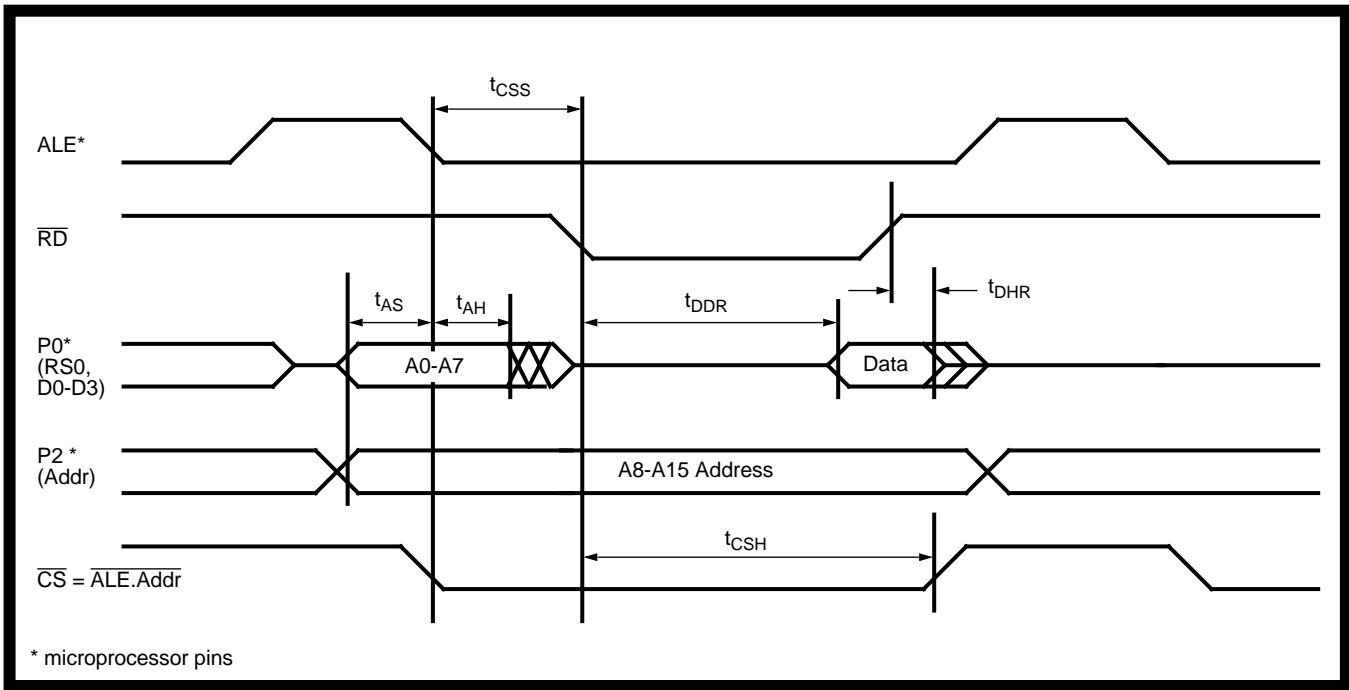 tCSS
ALE*
RD
tAS
tAH
tDDR
tDHR
P0*
(RS0,
D0-D3)
A0-A7
Data
P2 *
(Addr)
A8-A15 Address
tCSH
CS = ALE.Addr
* microprocessor pins